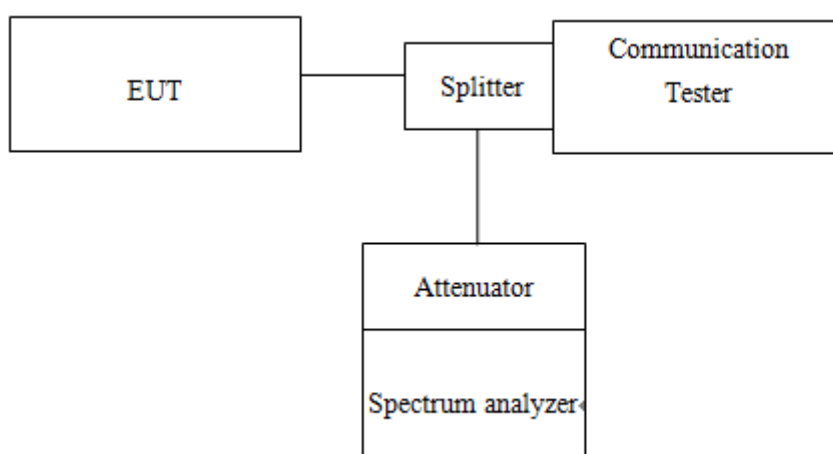 EUT
Splitter
Communication
Tester
Attenuator
Spectrum analyzer